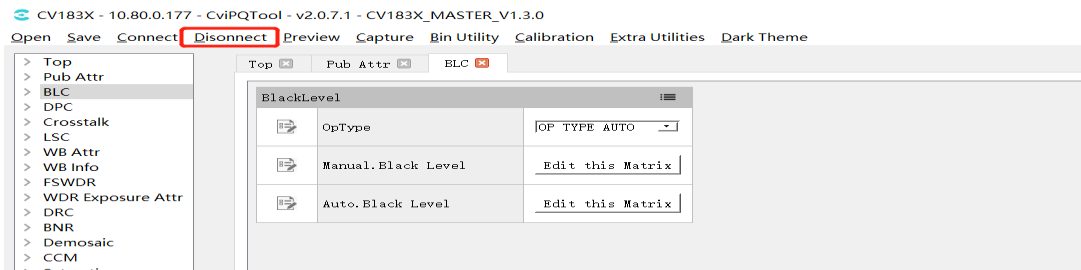 CV183X - 10.80.0.177 - CviPQTool - v2.0.7.1 - CV183X_MASTER_V1.3.0
Open Save Connect Disonnect Preview Capture Bin Utility Calibration Extra Utilities Dark Theme
Top
Pub Attr
BLC
DPC
Crosstalk
LSC
WB Attr
WB Info
FSWDR
WDR Exposure Attr
DRC
BNR
Demosaic
CCM
Top Pub Attr BLC
BlackLevel
OpType OP TYPE AUTO
Manual.Black Level Edit this Matrix
Auto.Black Level Edit this Matrix